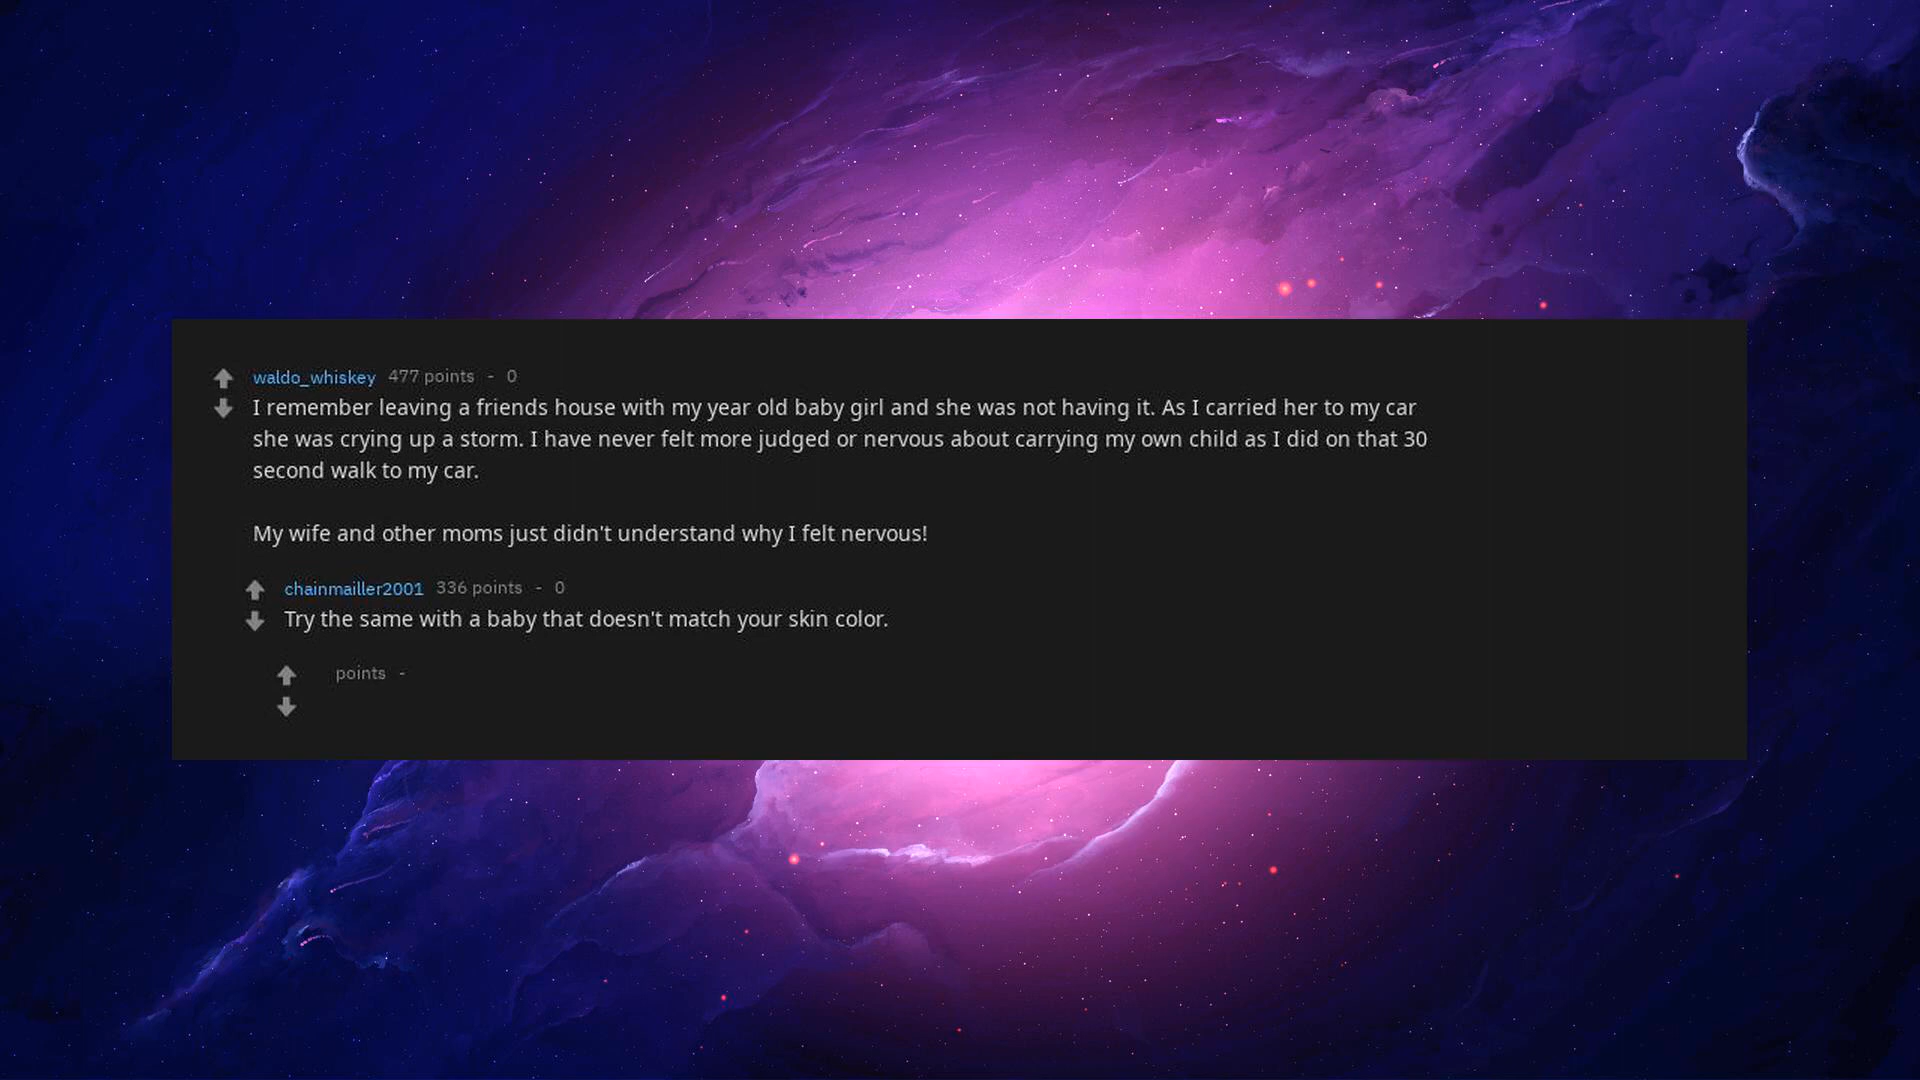 waldo_whiskey 477 points - 0
I remember leaving a friends house with my year old baby girl and she was not having it. As I carried her to my car
she was crying up a storm. I have never felt more judged or nervous about carrying my own child as I did on that 30
second walk to my car.
My wife and other moms just didn't understand why I felt nervous!
chainmailler2001 336 points - 0
Try the same with a baby that doesn't match your skin color.
points -